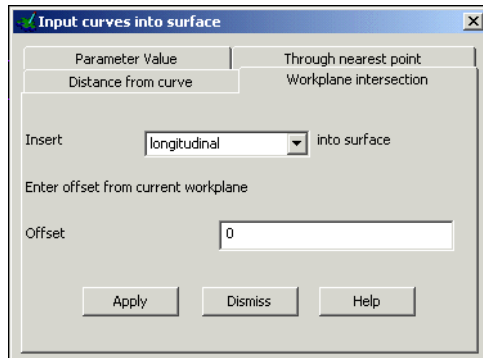 Input curves into surface
Parameter Value Through nearest point
Distance from curve Workplane intersection
Insert longitudinal into surface
Enter offset from current workplane
Offset 0
Apply Dismiss Help